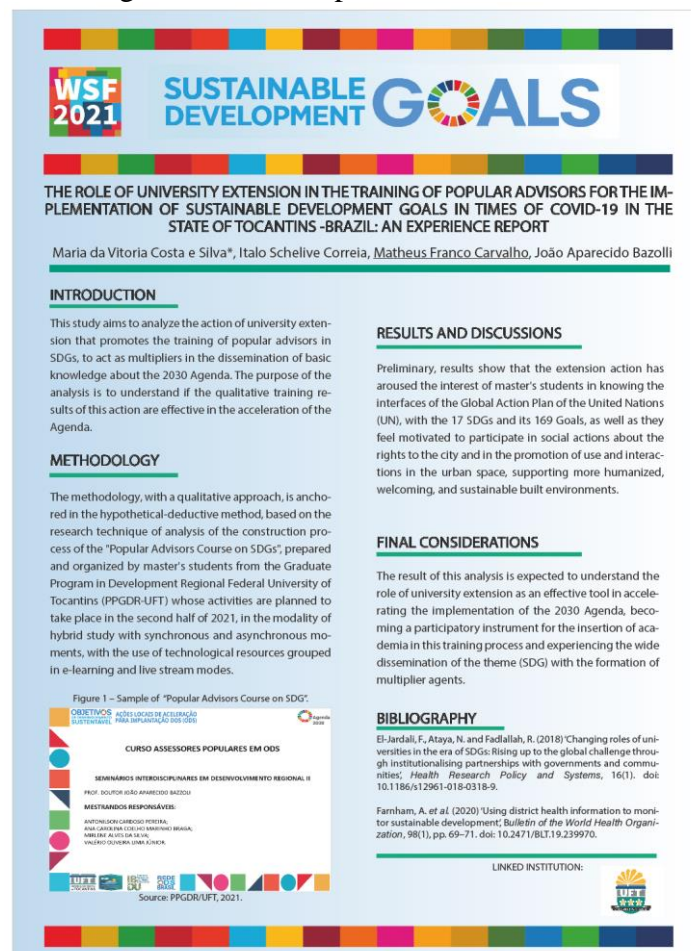 WSF
2021
SUSTAINABLE
DEVELOPMENT
GOALS
THE ROLE OF UNIVERSITY EXTENSION IN THE TRAINING OF POPULAR ADVISORS FOR THE IM-
PLEMENTATION OF SUSTAINABLE DEVELOPMENT GOALS IN TIMES OF COVID-19 IN THE
STATE OF TOCANTINS -BRAZIL: AN EXPERIENCE REPORT
Maria da Vitoria Costa e Silva*, Italo Schelive Correia, Matheus Franco Carvalho, João Aparecido Bazolli
INTRODUCTION
This study aims to analyze the action of university exten-
sion that promotes the training of popular advisors in
SDGs, to act as multipliers in the dissemination of basic
knowledge about the 2030 Agenda. The purpose of the
analysis is to understand if the qualitative training re-
sults of this action are effective in the acceleration of the
Agenda.
METHODOLOGY
The methodology, with a qualitative approach, is ancho-
red in the hypothetical-deductive method, based on the
research technique of analysis of the construction pro-
cess of the "Popular Advisors Course on SDGs", prepared
and organized by master's students from the Graduate
Program in Development Regional Federal University of
Tocantins (PPGDR-UFT) whose activities are planned to
take place in the second half of 2021, in the modality of
hybrid study with synchronous and asynchronous mo-
ments, with the use of technological resources grouped
in e-learning and live stream modes.
Figure 1 – Sample of "Popular Advisors Course on SDG".
OBJETIVOS
SUSTENTÁVEL
AÇÕES LOCAIS DE ACELERAÇÃO
PARA IMPLANTAÇÃO DOS (ODS)
Agenda
2030
CURSO ASSESSORES POPULARES EM ODS
SEMINÁRIOS INTERDISCIPLINARES EM DESENVOLVIMENTO REGIONAL II
PROF. DOUTOR JOÃO APARECIDO BAZZOLI
MESTRANDOS RESPONSÁVEIS:
ANTONILSON CARDOSO PEREIRA;
ANA CAROLINA COELHO MARINHO BRAGA;
MIRLENE ALVES DA SILVA;
VALÉRIO OLIVEIRA LIMA JÚNIOR.
UFT
IB
DU
REDE
ODS
BRASIL
Source: PPGDR/UFT, 2021.
RESULTS AND DISCUSSIONS
Preliminary, results show that the extension action has
aroused the interest of master's students in knowing the
interfaces of the Global Action Plan of the United Nations
(UN), with the 17 SDGs and its 169 Goals, as well as they
feel motivated to participate in social actions about the
rights to the city and in the promotion of use and interac-
tions in the urban space, supporting more humanized,
welcoming, and sustainable built environments.
FINAL CONSIDERATIONS
The result of this analysis is expected to understand the
role of university extension as an effective tool in accele-
rating the implementation of the 2030 Agenda, beco-
ming a participatory instrument for the insertion of aca-
demia in this training process and experiencing the wide
dissemination of the theme (SDG) with the formation of
multiplier agents.
BIBLIOGRAPHY
El-Jardali, F., Ataya, N. and Fadlallah, R. (2018) 'Changing roles of uni-
versities in the era of SDGs: Rising up to the global challenge throu-
gh institutionalising partnerships with governments and commu-
nities', Health Research Policy and Systems, 16(1). doi:
10.1186/s12961-018-0318-9.
Farnham, A. et al. (2020) 'Using district health information to moni-
tor sustainable development', Bulletin of the World Health Organi-
zation, 98(1), pp. 69–71. doi: 10.2471/BLT.19.239970.
LINKED INSTITUTION:
UFT